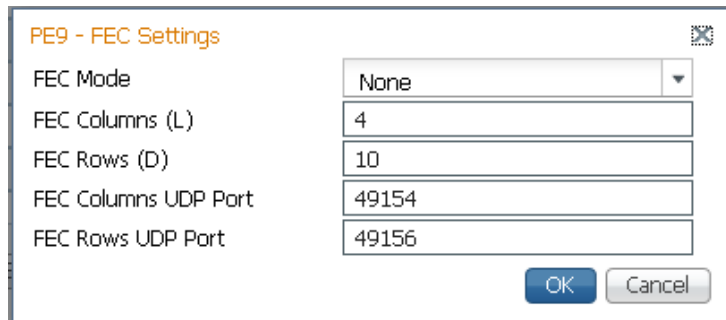 PE9 - FEC Settings
FEC Mode None
FEC Columns (L) 4
FEC Rows (D) 10
FEC Columns UDP Port 49154
FEC Rows UDP Port 49156
OK Cancel